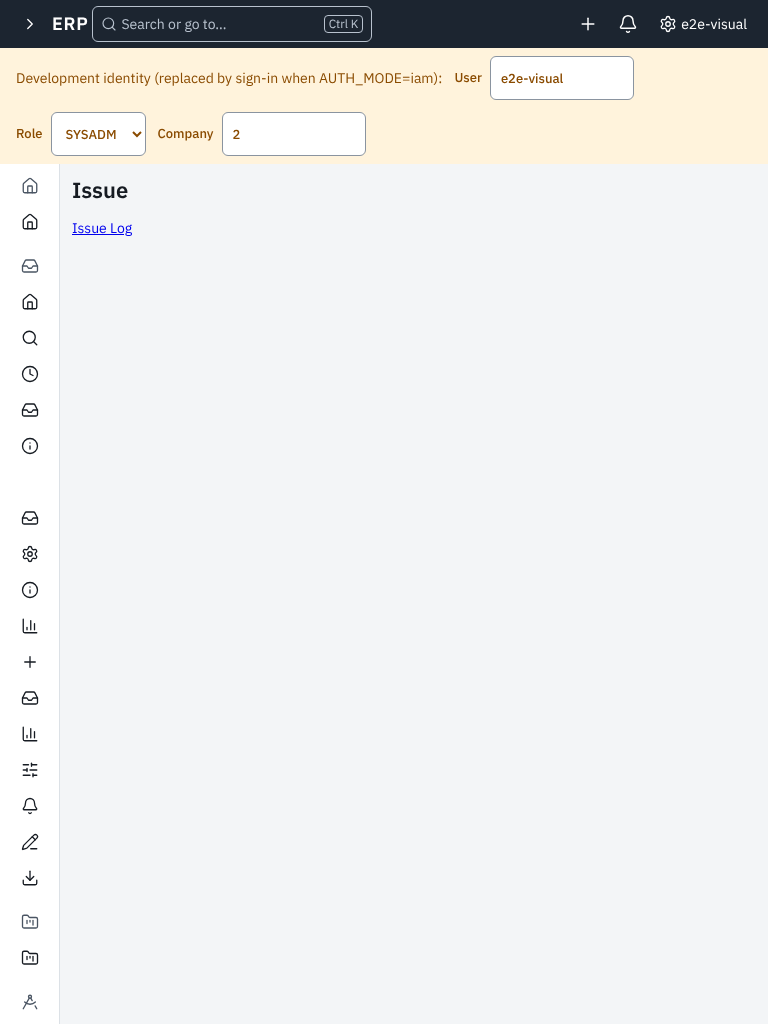 ERP Search or go to... Ctrl K e2e-visual
Development identity (replaced by sign-in when AUTH_MODE=iam): User e2e-visual
Role SYSADM Company 2
Issue
Issue Log